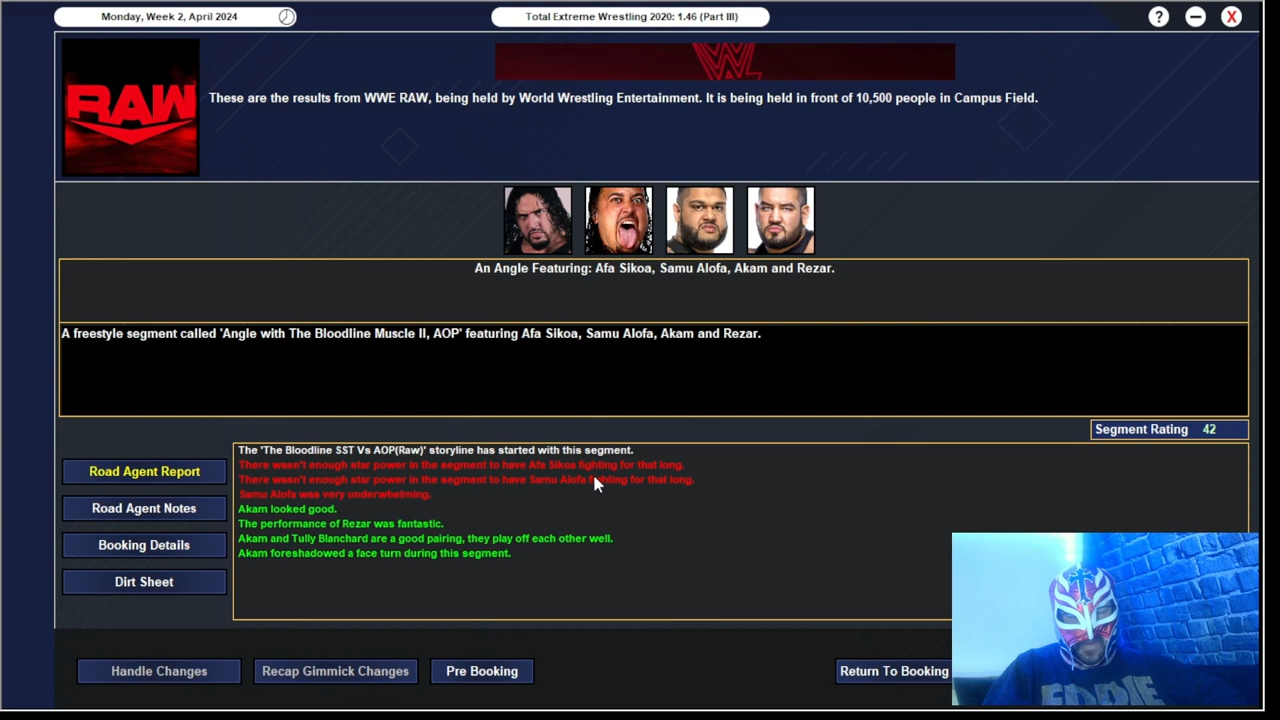 Monday, Week 2, April 2024
Total Extreme Wrestling 2020: 1.46 (Part III)
?
X
W
RAW
These are the results from WWE RAW, being held by World Wrestling Entertainment. It is being held in front of 10,500 people in Campus Field.
An Angle Featuring: Afa Sikoa, Samu Alofa, Akam and Rezar.
A freestyle segment called 'Angle with The Bloodline Muscle II, AOP' featuring Afa Sikoa, Samu Alofa, Akam and Rezar.
Segment Rating 42
Road Agent Report
Road Agent Notes
Booking Details
Dirt Sheet
The 'The Bloodline SST Vs AOP(Raw)' storyline has started with this segment.
There wasn't enough star power in the segment to have Afa Sikoa fighting for that long.
There wasn't enough star power in the segment to have Samu Alofa fighting for that long.
Samu Alofa was very underwhelming.
Akam looked good.
The performance of Rezar was fantastic.
Akam and Tully Blanchard are a good pairing, they play off each other well.
Akam foreshadowed a face turn during this segment.
Handle Changes
Recap Gimmick Changes
Pre Booking
Return To Booking
EDDIE